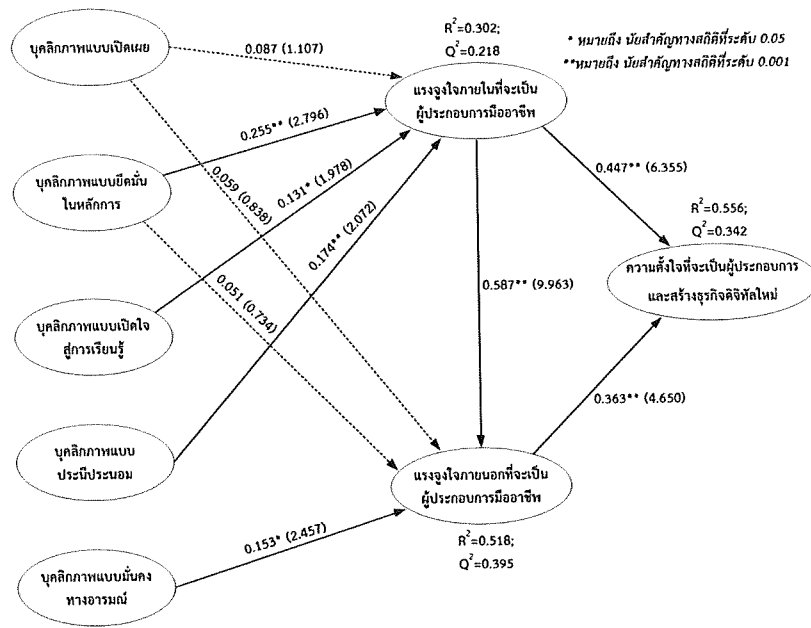 บุคลิกภาพแบบเปิดเผย
0.087 (1.107)
R²=0.302;
Q²=0.218
* หมายถึง นัยสำคัญทางสถิติที่ระดับ 0.05
**หมายถึง นัยสำคัญทางสถิติที่ระดับ 0.001
แรงจูงใจภายในที่จะเป็น
ผู้ประกอบการมืออาชีพ
0.255** (2.796)
บุคลิกภาพแบบยึดมั่น
ในหลักการ
0.059 (0.838)
0.131* (1.978)
0.174** (2.072)
0.447** (6.355)
R²=0.556;
Q²=0.342
ความตั้งใจที่จะเป็นผู้ประกอบการ
และสร้างธุรกิจดิจิทัลใหม่
0.051 (0.734)
0.587** (9.963)
บุคลิกภาพแบบเปิดใจ
สู่การเรียนรู้
0.363** (4.650)
บุคลิกภาพแบบ
ประนีประนอม
แรงจูงใจภายนอกที่จะเป็น
ผู้ประกอบการมืออาชีพ
0.153* (2.457)
R²=0.518;
Q²=0.395
บุคลิกภาพแบบมั่นคง
ทางอารมณ์